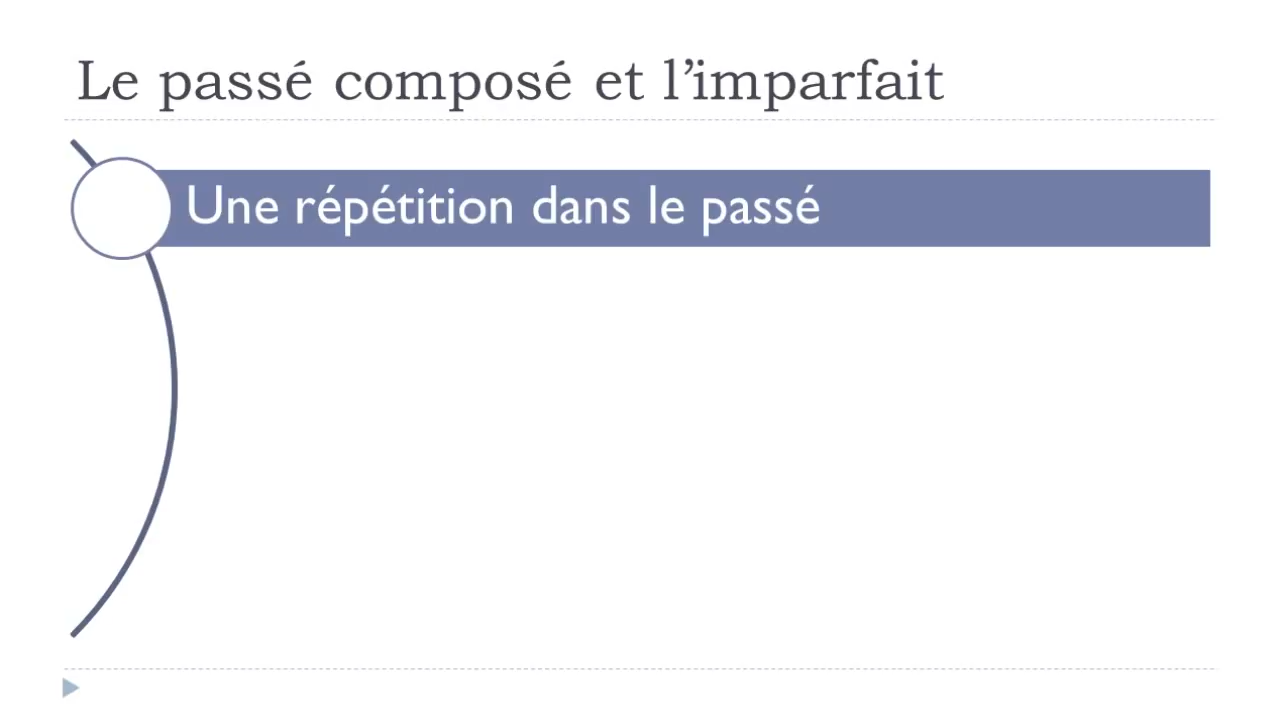 Le passé composé et l’imparfait
Une répétition dans le passé